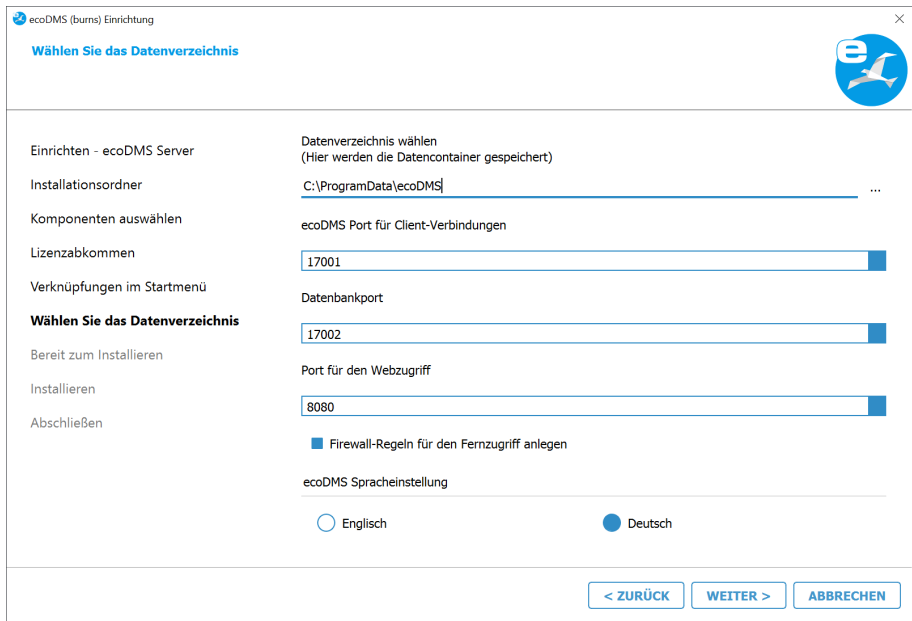 ecoDMS (burns) Einrichtung
Wählen Sie das Datenverzeichnis
e
Einrichten - ecoDMS Server
Installationsordner
Komponenten auswählen
Lizenzabkommen
Verknüpfungen im Startmenü
Wählen Sie das Datenverzeichnis
Bereit zum Installieren
Installieren
Abschließen
Datenverzeichnis wählen
(Hier werden die Datencontainer gespeichert)
C:\ProgramData\ecoDMS
...
ecoDMS Port für Client-Verbindungen
17001
Datenbankport
17002
Port für den Webzugriff
8080
Firewall-Regeln für den Fernzugriff anlegen
ecoDMS Spracheinstellung
Englisch
Deutsch
< ZURÜCK
WEITER >
ABBRECHEN